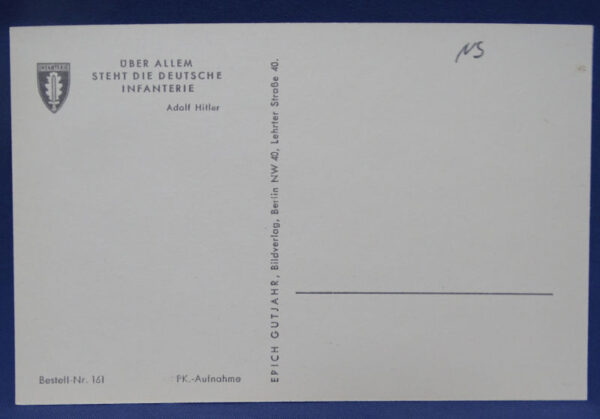 INFANTERIE
ÜBER ALLEM
STEHT DIE DEUTSCHE
INFANTERIE
Adolf Hitler
NS
ERICH GUTJAHR, Bildverlag, Berlin NW 40, Lehrter Straße 40.
Bestell-Nr. 161
PK.-Aufnahme